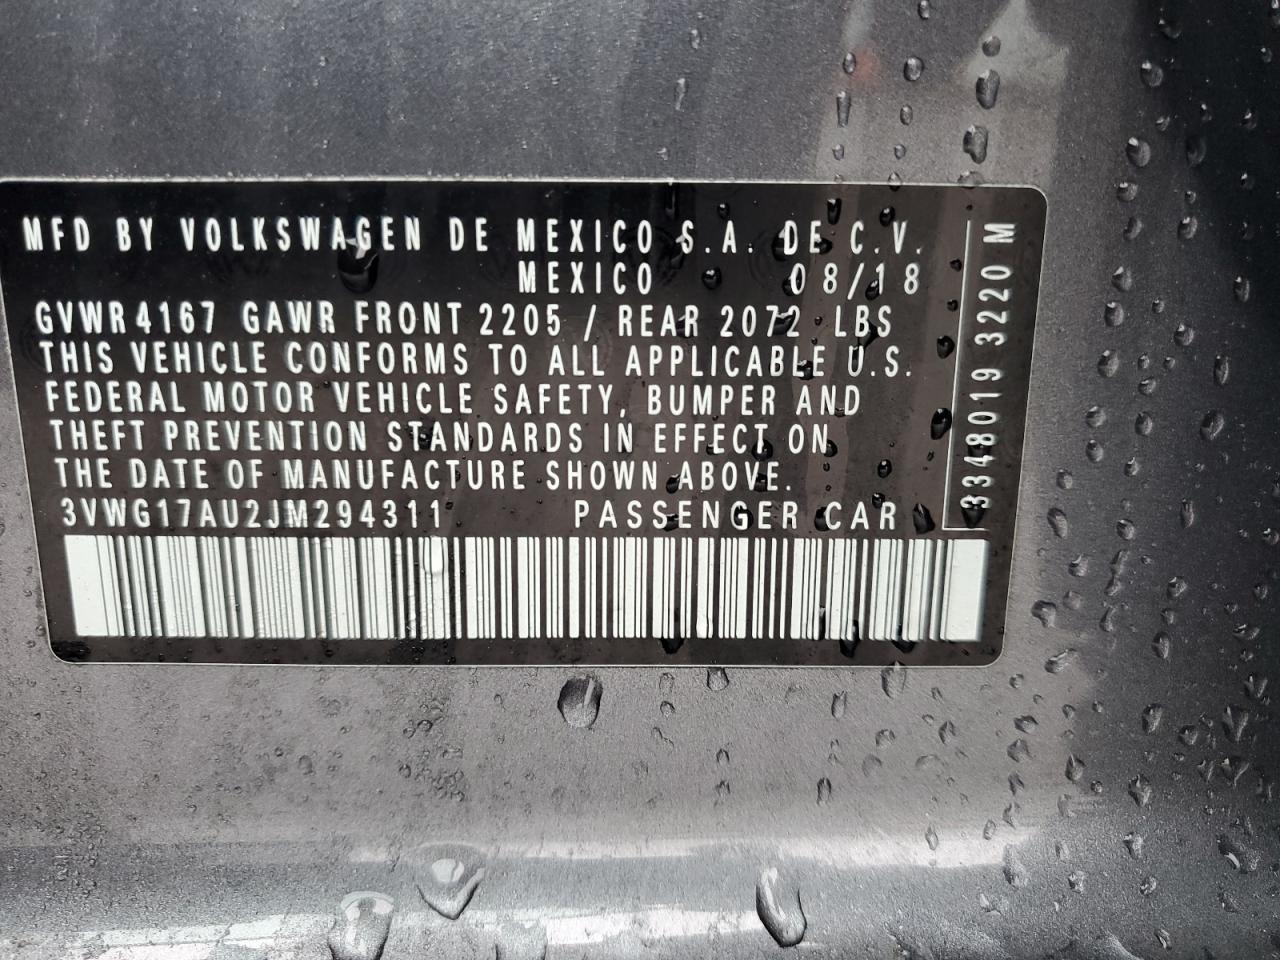 MFD BY VOLKSWAGEN DE MEXICO S.A. DE C.V.
MEXICO 08/18
GVWR 4167 GAWR FRONT 2205 / REAR 2072 LBS
THIS VEHICLE CONFORMS TO ALL APPLICABLE U.S.
FEDERAL MOTOR VEHICLE SAFETY, BUMPER AND
THEFT PREVENTION STANDARDS IN EFFECT ON
THE DATE OF MANUFACTURE SHOWN ABOVE.
3VWG17AU2JM294311 PASSENGER CAR
3348019 3220 M